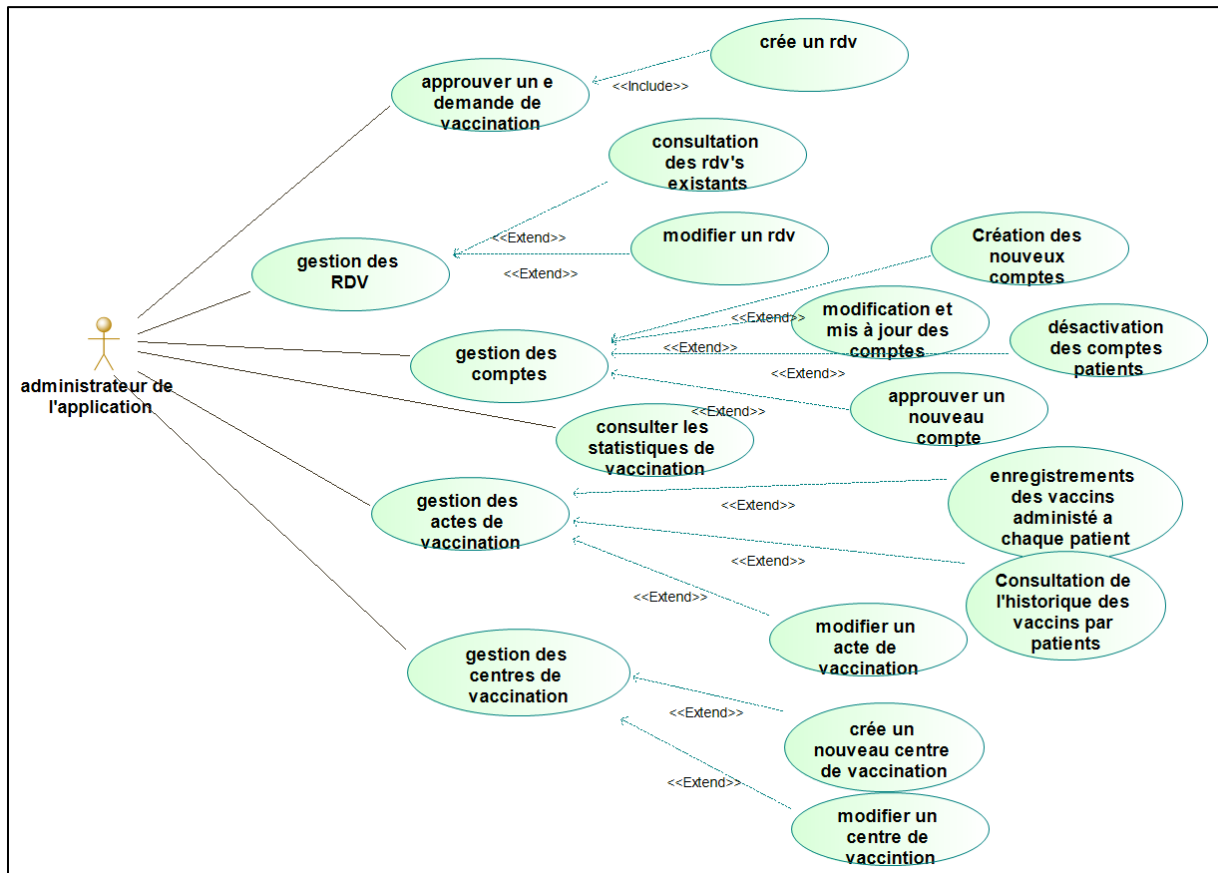 crée un rdv
approuver un e
demande de
vaccination
<<Include>>
consultation
des rdv's
existants
<<Extend>>
modifier un rdv
<<Extend>>
gestion des
RDV
Création des
nouveux
comptes
<<Extend>>
modification et
mis à jour des
comptes
<<Extend>>
désactivation
des comptes
patients
<<Extend>>
gestion des
comptes
approuver un
nouveau
compte
<<Extend>>
administrateur de
l'application
consulter les
statistiques de
vaccination
gestion des
actes de
vaccination
enregistrements
des vaccins
administé a
chaque patient
<<Extend>>
Consultation de
l'historique des
vaccins par
patients
<<Extend>>
modifier un
acte de
vaccination
<<Extend>>
gestion des
centres de
vaccination
<<Extend>>
crée un
nouveau centre
de vaccination
<<Extend>>
modifier un
centre de
vaccintion